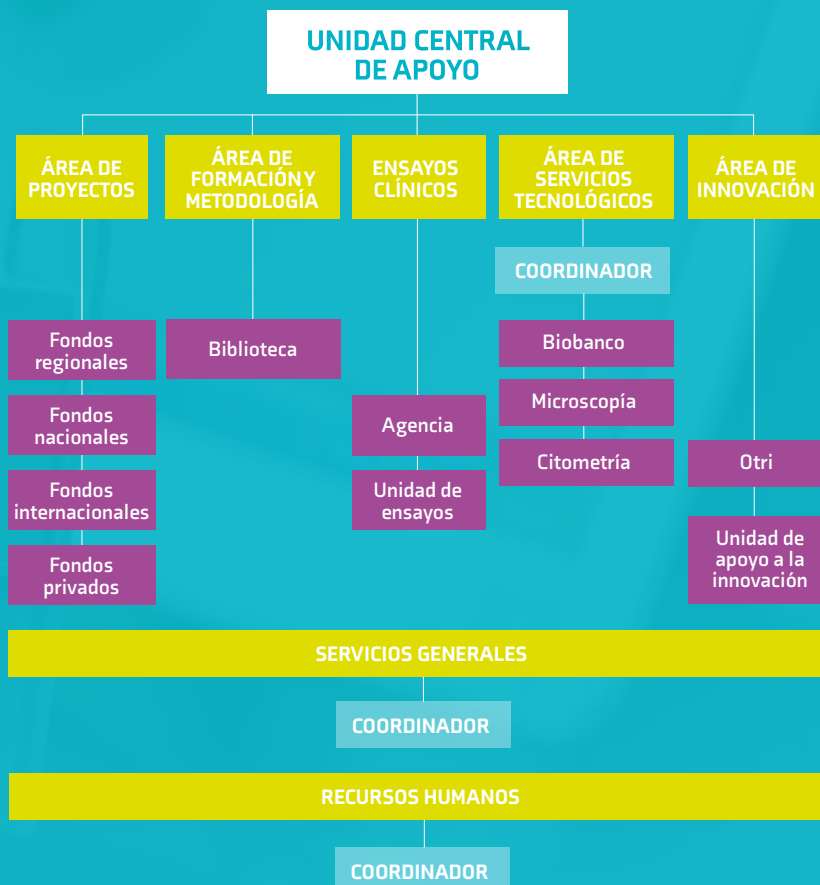 UNIDAD CENTRAL
DE APOYO
ÁREA DE
PROYECTOS
ÁREA DE
FORMACIÓN Y
METODOLOGÍA
ENSAYOS
CLÍNICOS
ÁREA DE
SERVICIOS
TECNOLÓGICOS
ÁREA DE
INNOVACIÓN
COORDINADOR
Fondos
regionales
Fondos
nacionales
Fondos
internacionales
Fondos
privados
Biblioteca
Agencia
Unidad de
ensayos
Biobanco
Microscopía
Citometría
Otri
Unidad de
apoyo a la
innovación
SERVICIOS GENERALES
COORDINADOR
RECURSOS HUMANOS
COORDINADOR